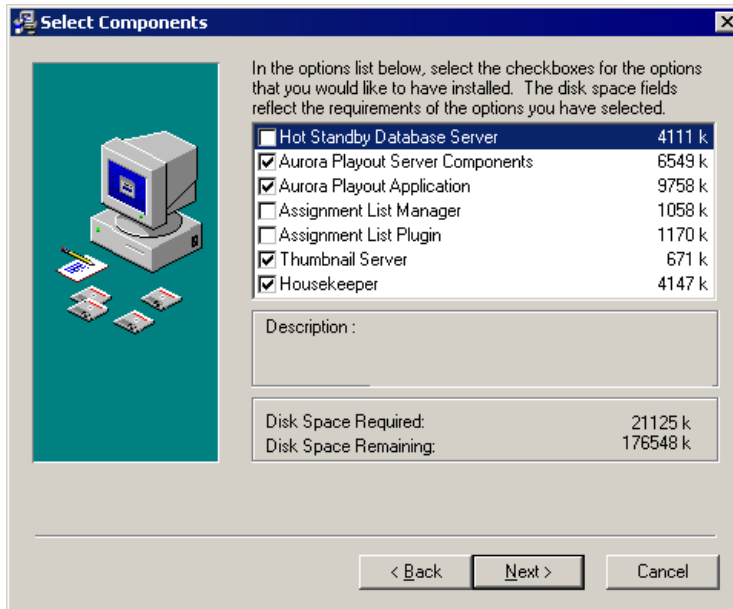 Select Components
In the options list below, select the checkboxes for the options
that you would like to have installed. The disk space fields
reflect the requirements of the options you have selected.
Hot Standby Database Server 4111 k
Aurora Playout Server Components 6549 k
Aurora Playout Application 9758 k
Assignment List Manager 1058 k
Assignment List Plugin 1170 k
Thumbnail Server 671 k
Housekeeper 4147 k
Description :
Disk Space Required: 21125 k
Disk Space Remaining: 176548 k
< Back Next > Cancel